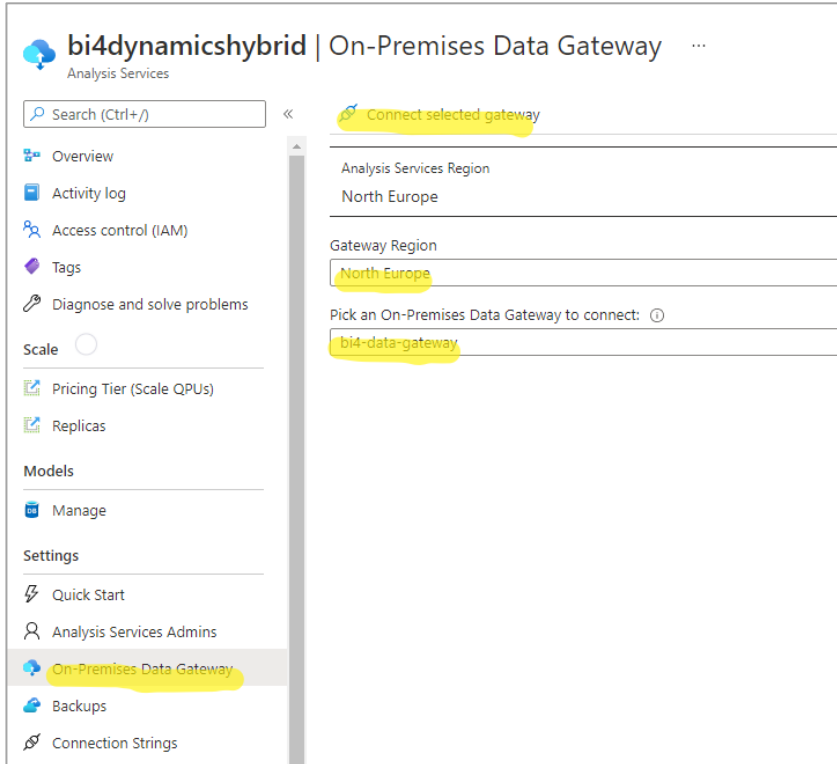 bi4dynamicshybrid | On-Premises Data Gateway ...
Analysis Services
Search (Ctrl+/)
«
Overview
Activity log
Access control (IAM)
Tags
Diagnose and solve problems
Scale
Pricing Tier (Scale QPUs)
Replicas
Models
Manage
Settings
Quick Start
Analysis Services Admins
On-Premises Data Gateway
Backups
Connection Strings
Connect selected gateway
Analysis Services Region
North Europe
Gateway Region
North Europe
Pick an On-Premises Data Gateway to connect:
bi4-data-gateway